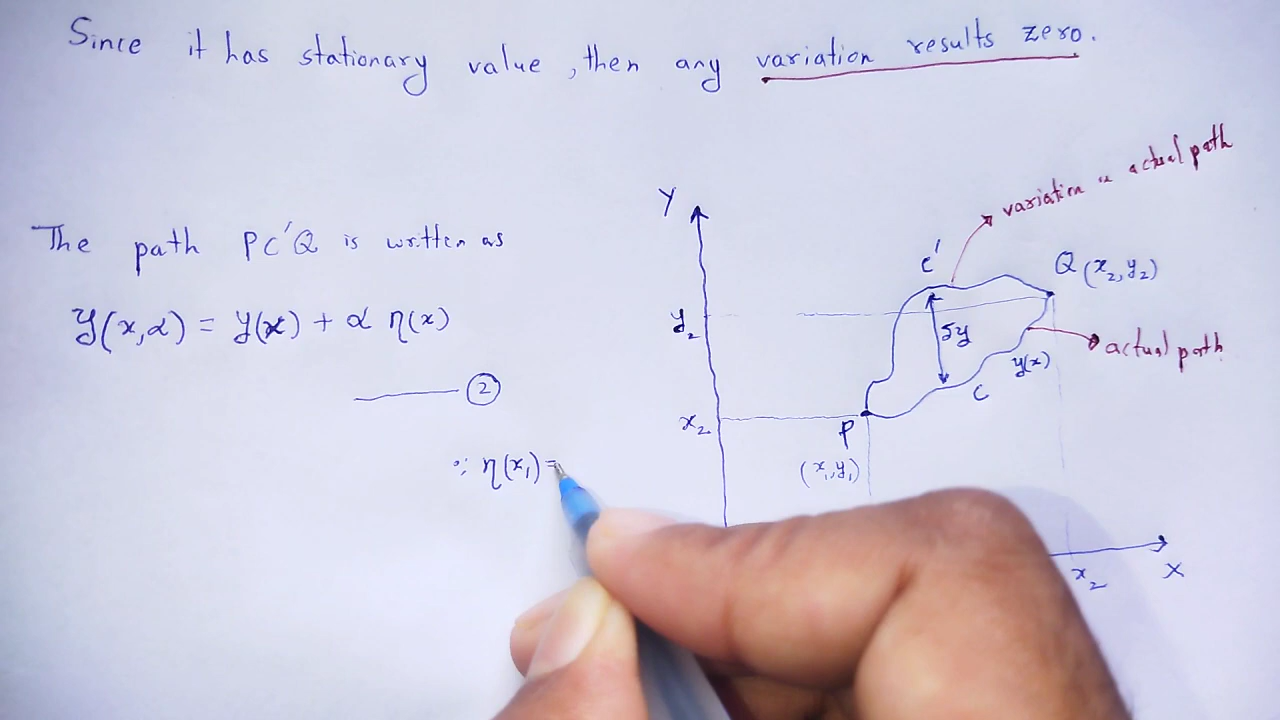 Since it has stationary value, then any variation results zero.
The path PC'Q is written as
y(x,α) = y(x) + α η(x)
②
∵ η(x₁) =
Y
variation in actual path
C'
Q (x₂, y₂)
y₂
δy
actual path
y(x)
C
x₂
P
(x₁, y₁)
x₂
X